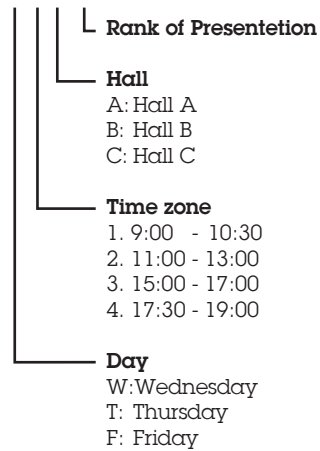 Rank of Presentetion
Hall
A: Hall A
B: Hall B
C: Hall C
Time zone
1. 9:00 - 10:30
2. 11:00 - 13:00
3. 15:00 - 17:00
4. 17:30 - 19:00
Day
W:Wednesday
T: Thursday
F: Friday